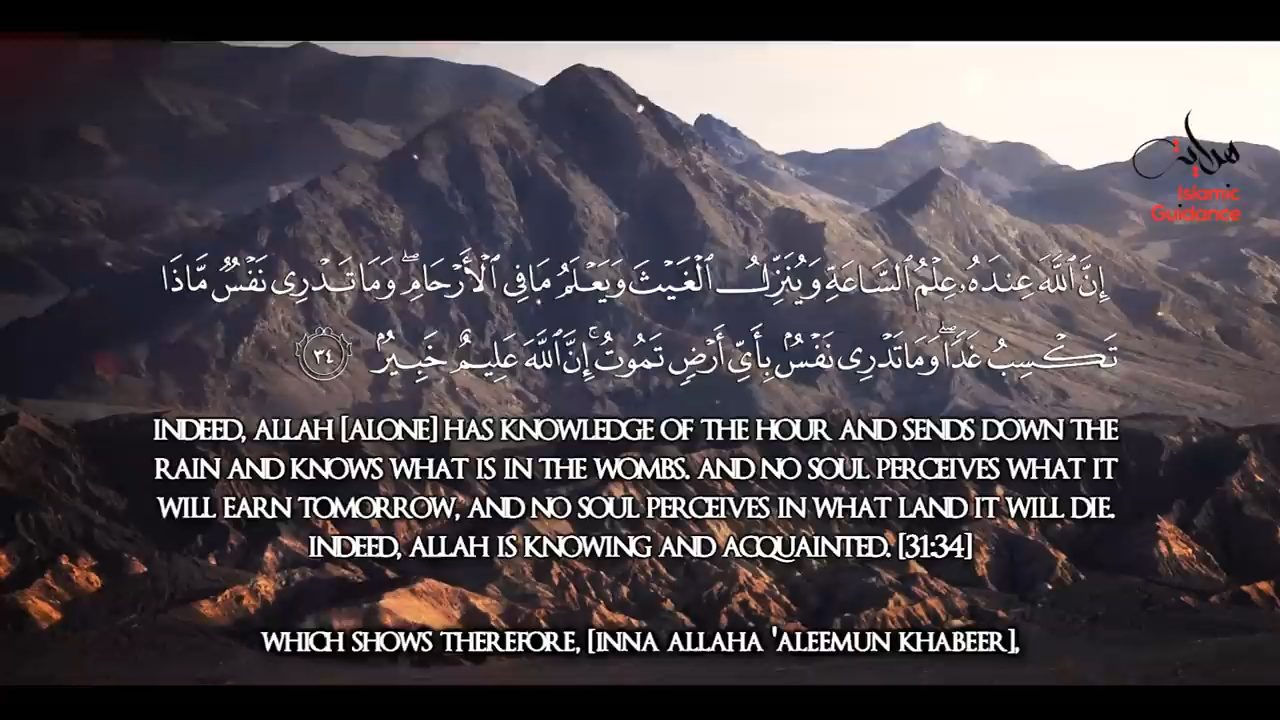 هداية
Islamic
Guidance
إِنَّ ٱللَّهَ عِندَهُۥ عِلْمُ ٱلسَّاعَةِ وَيُنَزِّلُ ٱلْغَيْثَ وَيَعْلَمُ مَا فِى ٱلْأَرْحَامِ ۖ وَمَا تَدْرِى نَفْسٌ مَّاذَا
تَكْسِبُ غَدًا ۖ وَمَا تَدْرِى نَفْسٌۢ بِأَىِّ أَرْضٍ تَمُوتُ ۚ إِنَّ ٱللَّهَ عَلِيمٌ خَبِيرٌۢ ٣٤
INDEED, ALLAH [ALONE] HAS KNOWLEDGE OF THE HOUR AND SENDS DOWN THE
RAIN AND KNOWS WHAT IS IN THE WOMBS. AND NO SOUL PERCEIVES WHAT IT
WILL EARN TOMORROW, AND NO SOUL PERCEIVES IN WHAT LAND IT WILL DIE.
INDEED, ALLAH IS KNOWING AND ACQUAINTED. [31:34]
WHICH SHOWS THEREFORE, [INNA ALLAHA 'ALEEMUN KHABEER],